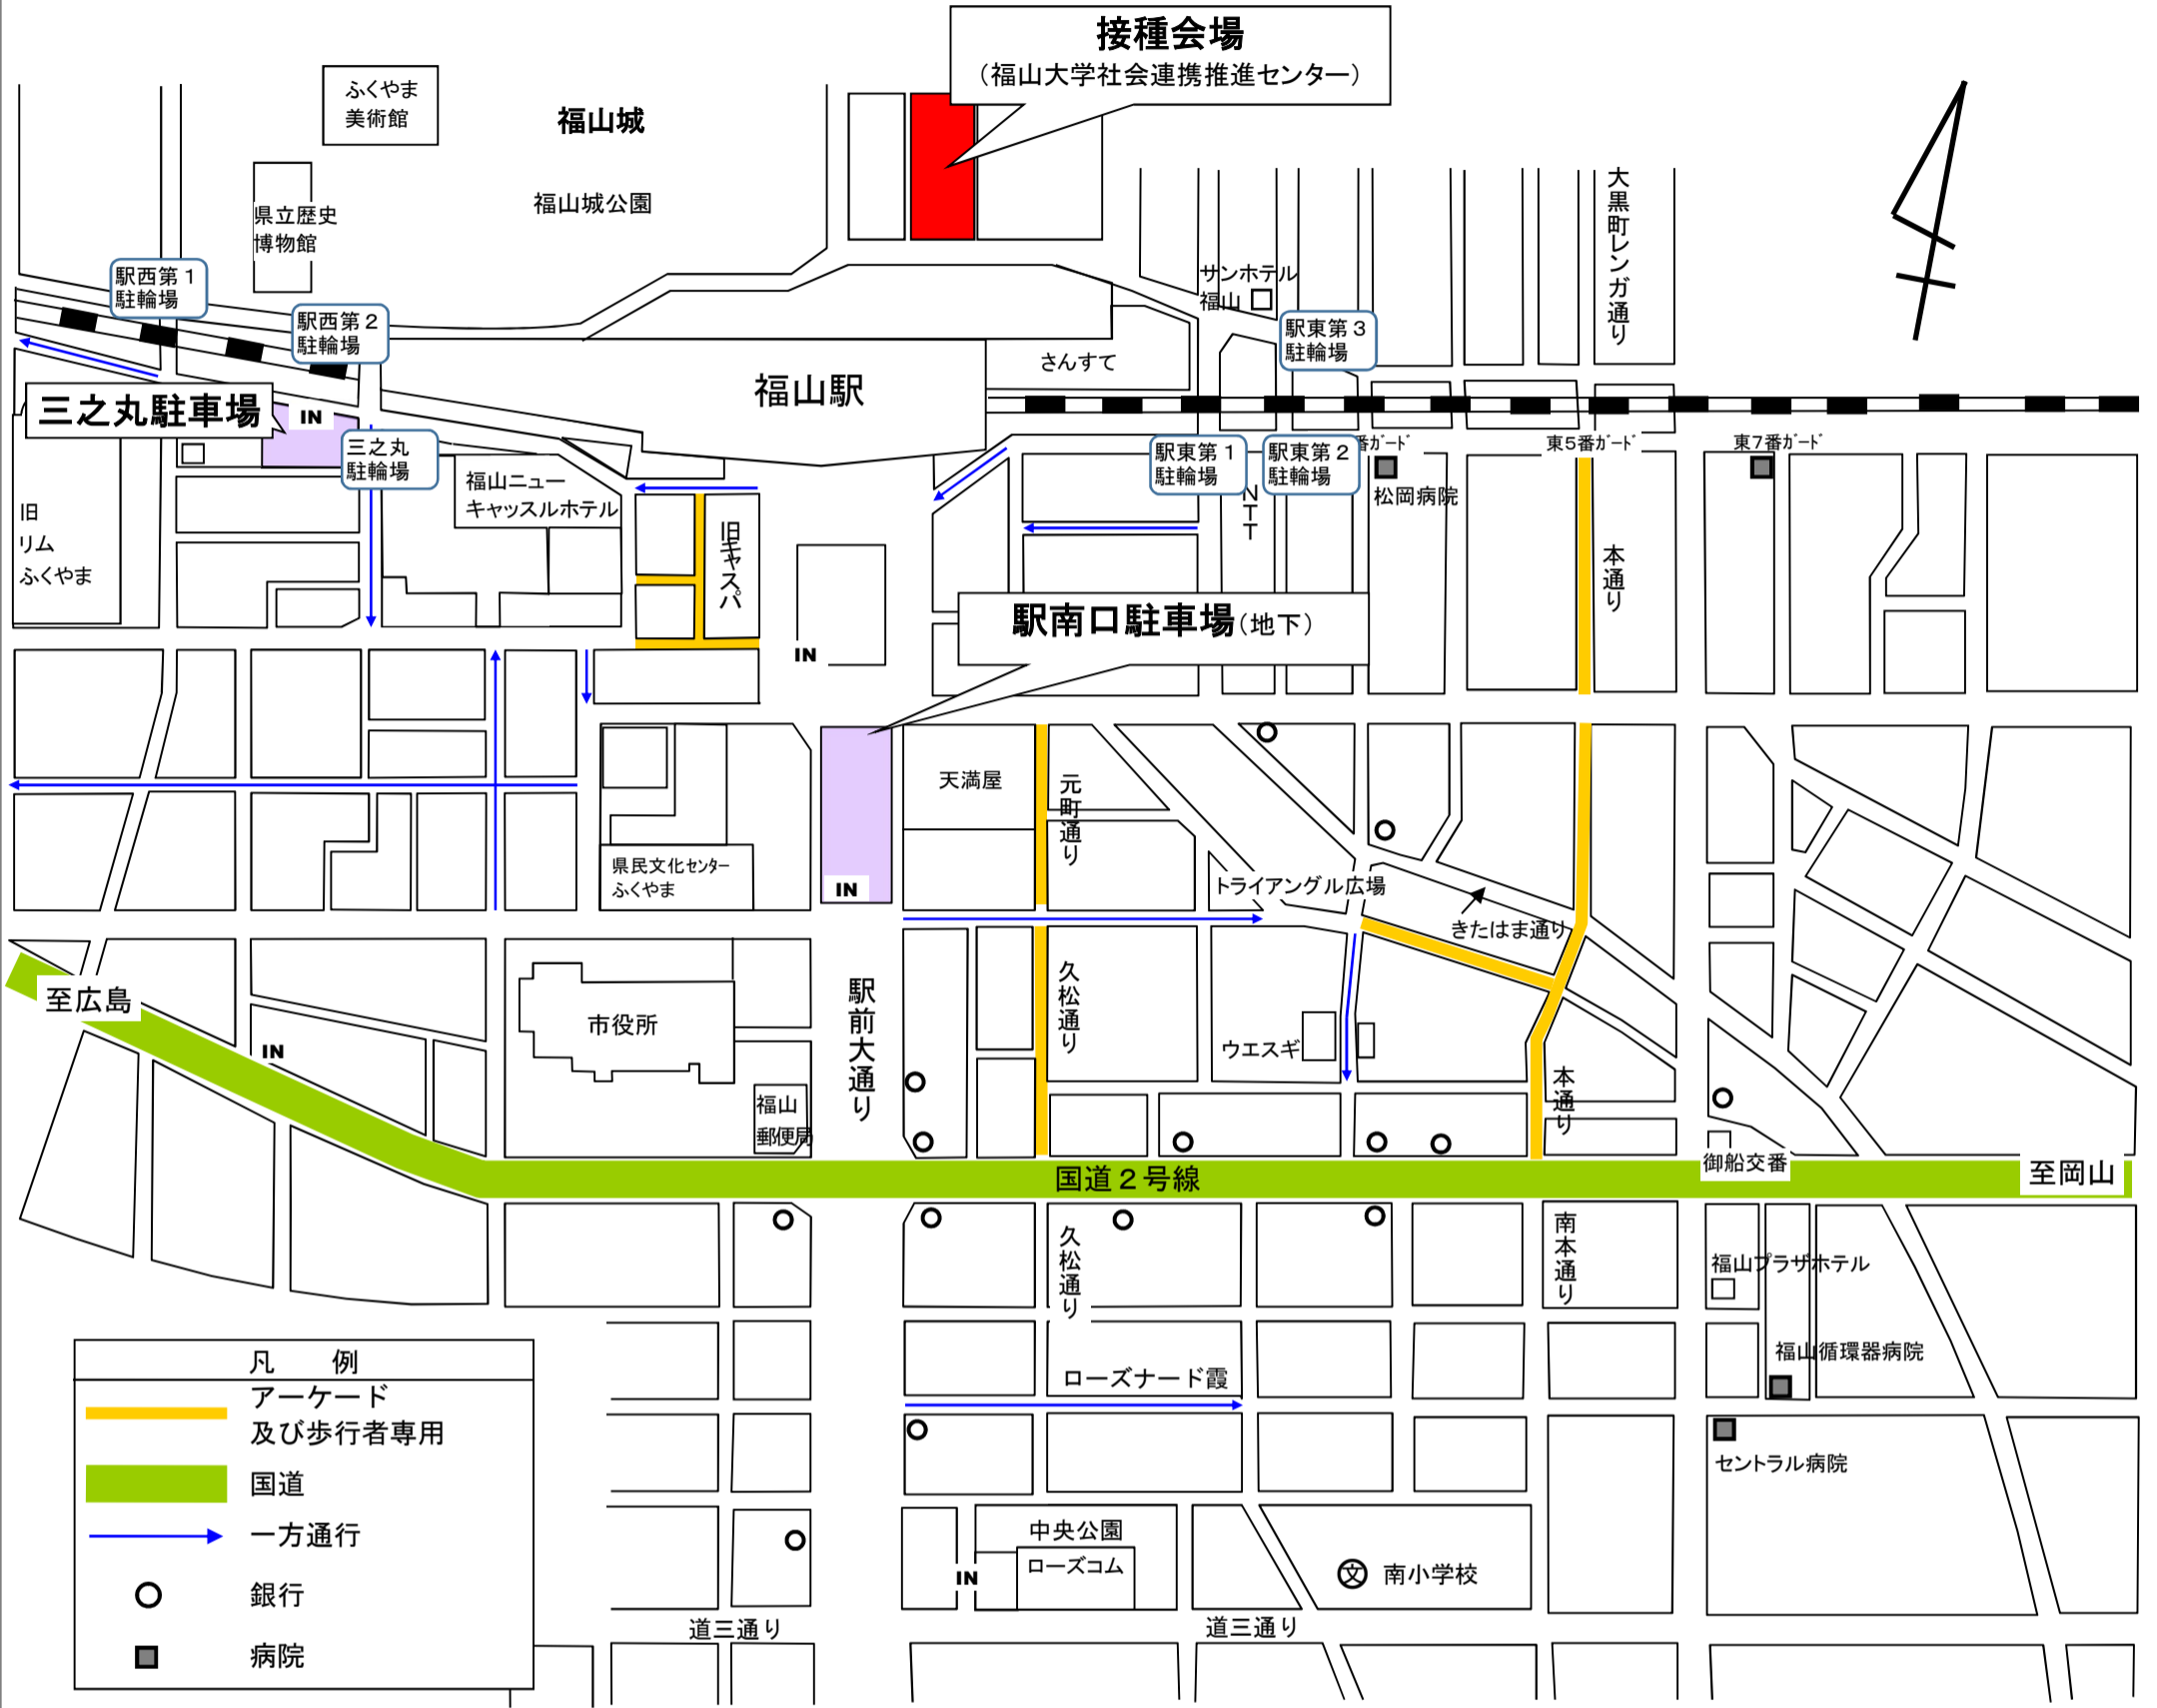 接種会場
（福山大学社会連携推進センター）
ふくやま
美術館
福山城
福山城公園
県立歴史
博物館
大黒町レンガ通り
駅西第１
駐輪場
駅西第２
駐輪場
サンホテル
福山
駅東第３
駐輪場
さんすて
福山駅
三之丸駐車場
IN
三之丸
駐輪場
駅東第１
駐輪場
駅東第２
駐輪場
番ｶﾞｰﾄﾞ
東５番ｶﾞｰﾄﾞ
東７番ｶﾞｰﾄﾞ
松岡病院
ＮＴＴ
福山ニュー
キャッスルホテル
旧
リム
ふくやま
旧キャスパ
本通り
駅南口駐車場（地下）
IN
天満屋
元町通り
県民文化センター
ふくやま
IN
トライアングル広場
きたはま通り
至広島
IN
市役所
駅前大通り
久松通り
ウエスギ
本通り
福山
郵便局
国道２号線
御船交番
至岡山
久松通り
南本通り
福山プラザホテル
福山循環器病院
ローズナード霞
セントラル病院
中央公園
ローズコム
IN
文
南小学校
道三通り
道三通り
凡　例
アーケード
及び歩行者専用
国道
一方通行
銀行
病院